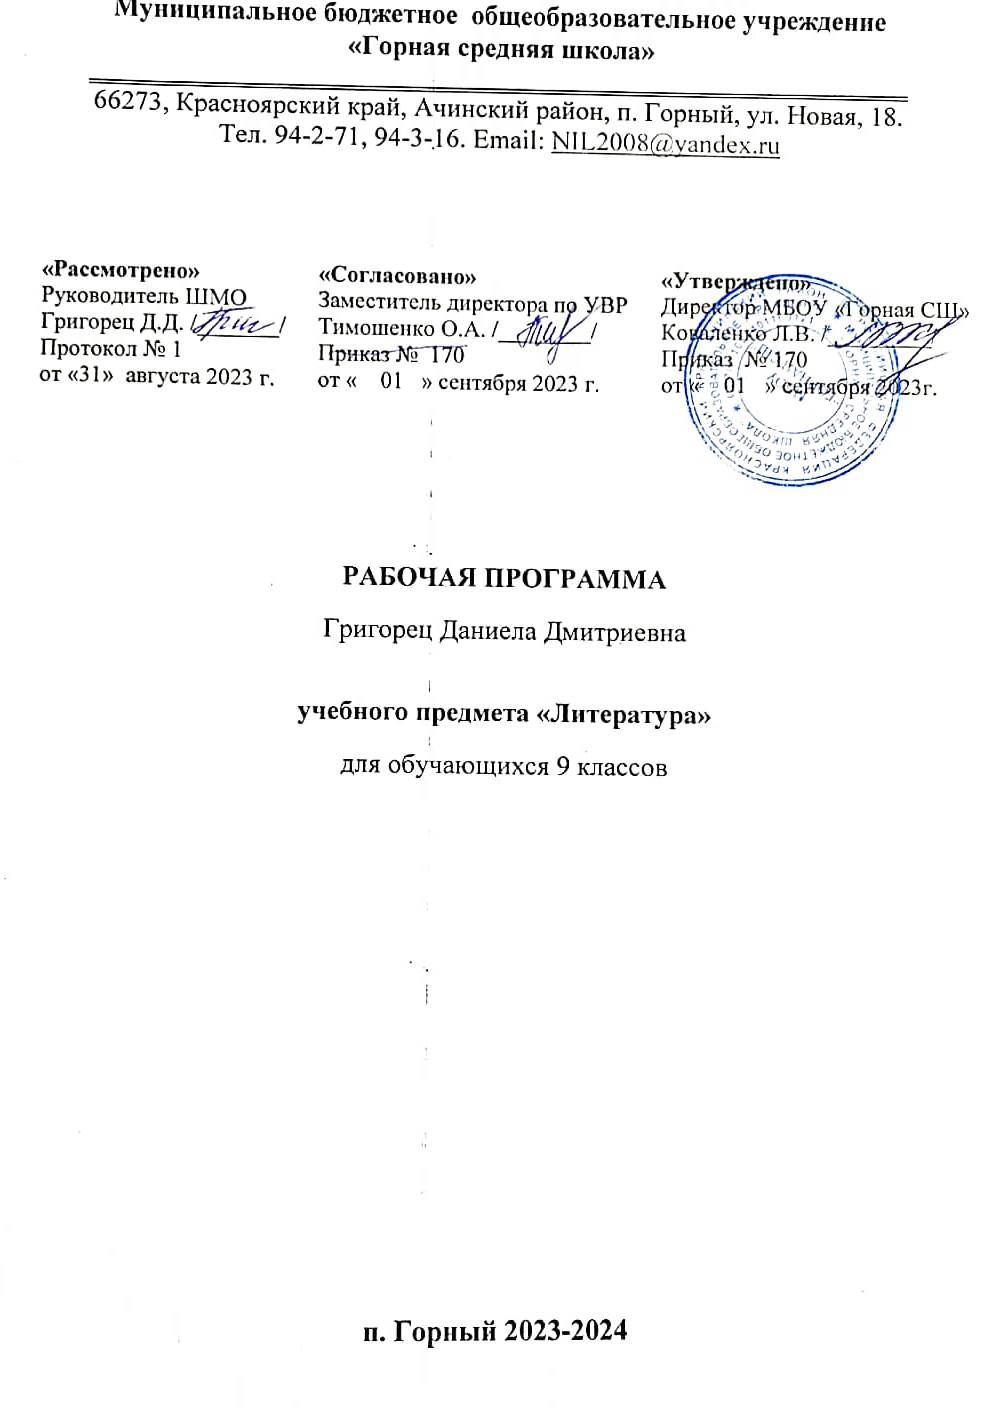 Муниципальное бюджетное общеобразовательное учреждение
«Горная средняя школа»
66273, Красноярский край, Ачинский район, п. Горный, ул. Новая, 18.
Тел. 94-2-71, 94-3-16. Email: NIL2008@yandex.ru
«Рассмотрено»
Руководитель ШМО
Григорец Д.Д. /_______/
Протокол № 1
от «31» августа 2023 г.
«Согласовано»
Заместитель директора по УВР
Тимошенко О.А. /________/
Приказ № 170
от « 01 » сентября 2023 г.
«Утверждено»
Директор МБОУ «Горная СШ»
Коваленко Л.В. /________
Приказ № 170
от « 01 » сентября 2023г.
РАБОЧАЯ ПРОГРАММА
Григорец Даниела Дмитриевна
учебного предмета «Литература»
для обучающихся 9 классов
п. Горный 2023-2024